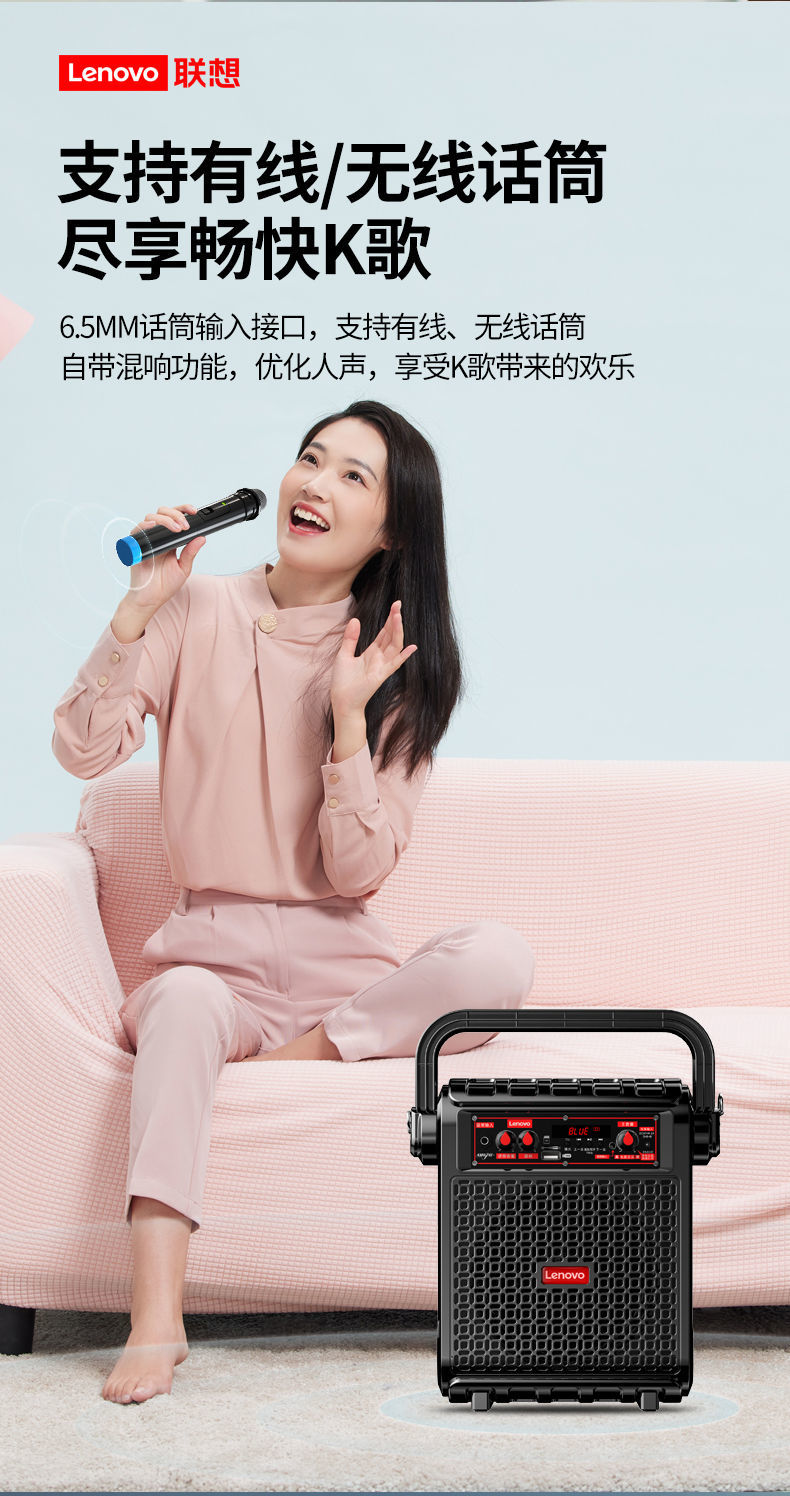 Lenovo 联想
支持有线/无线话筒
尽享畅快K歌
6.5MM话筒输入接口，支持有线、无线话筒
自带混响功能，优化人声，享受K歌带来的欢乐
Lenovo
BLUE
Lenovo